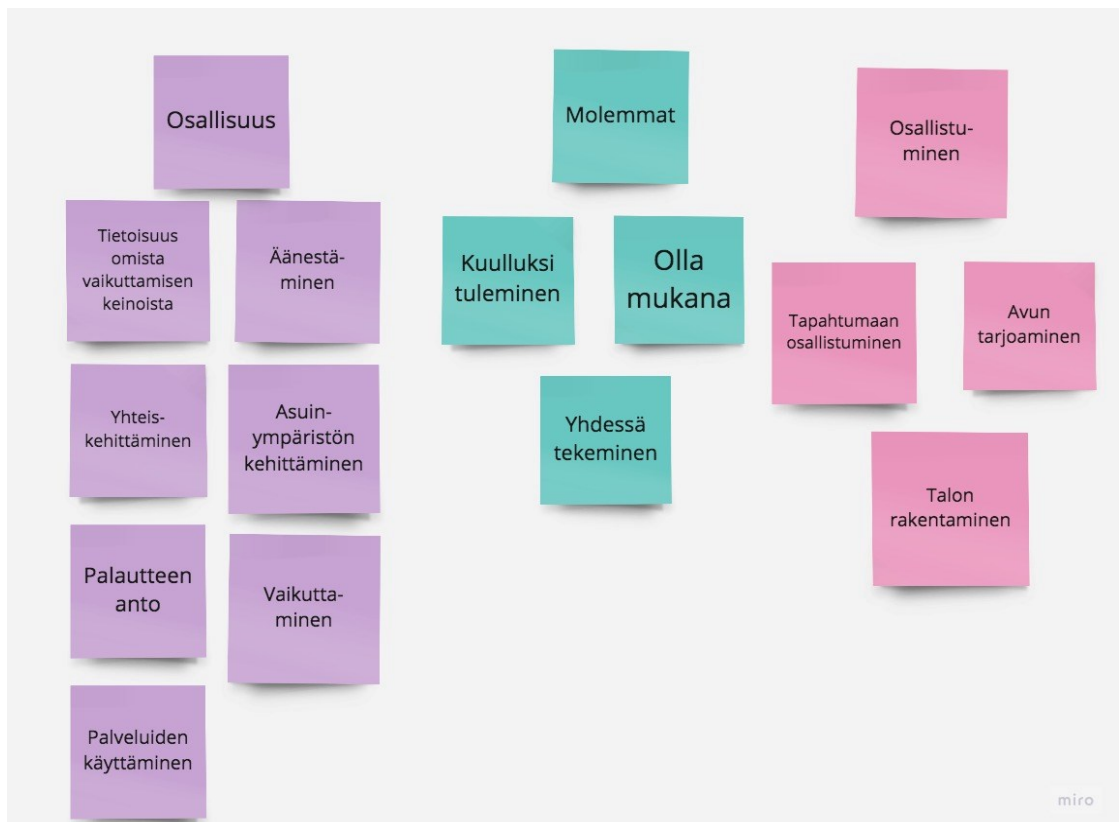 Osallisuus
Tietoisuus
omista
vaikuttamisen
keinoista
Äänestä-
minen
Yhteis-
kehittäminen
Asuin-
ympäristön
kehittäminen
Palautteen
anto
Vaikutta-
minen
Palveluiden
käyttäminen
Molemmat
Kuulluksi
tuleminen
Olla
mukana
Yhdessä
tekeminen
Osallistu-
minen
Tapahtumaan
osallistuminen
Avun
tarjoaminen
Talon
rakentaminen
miro